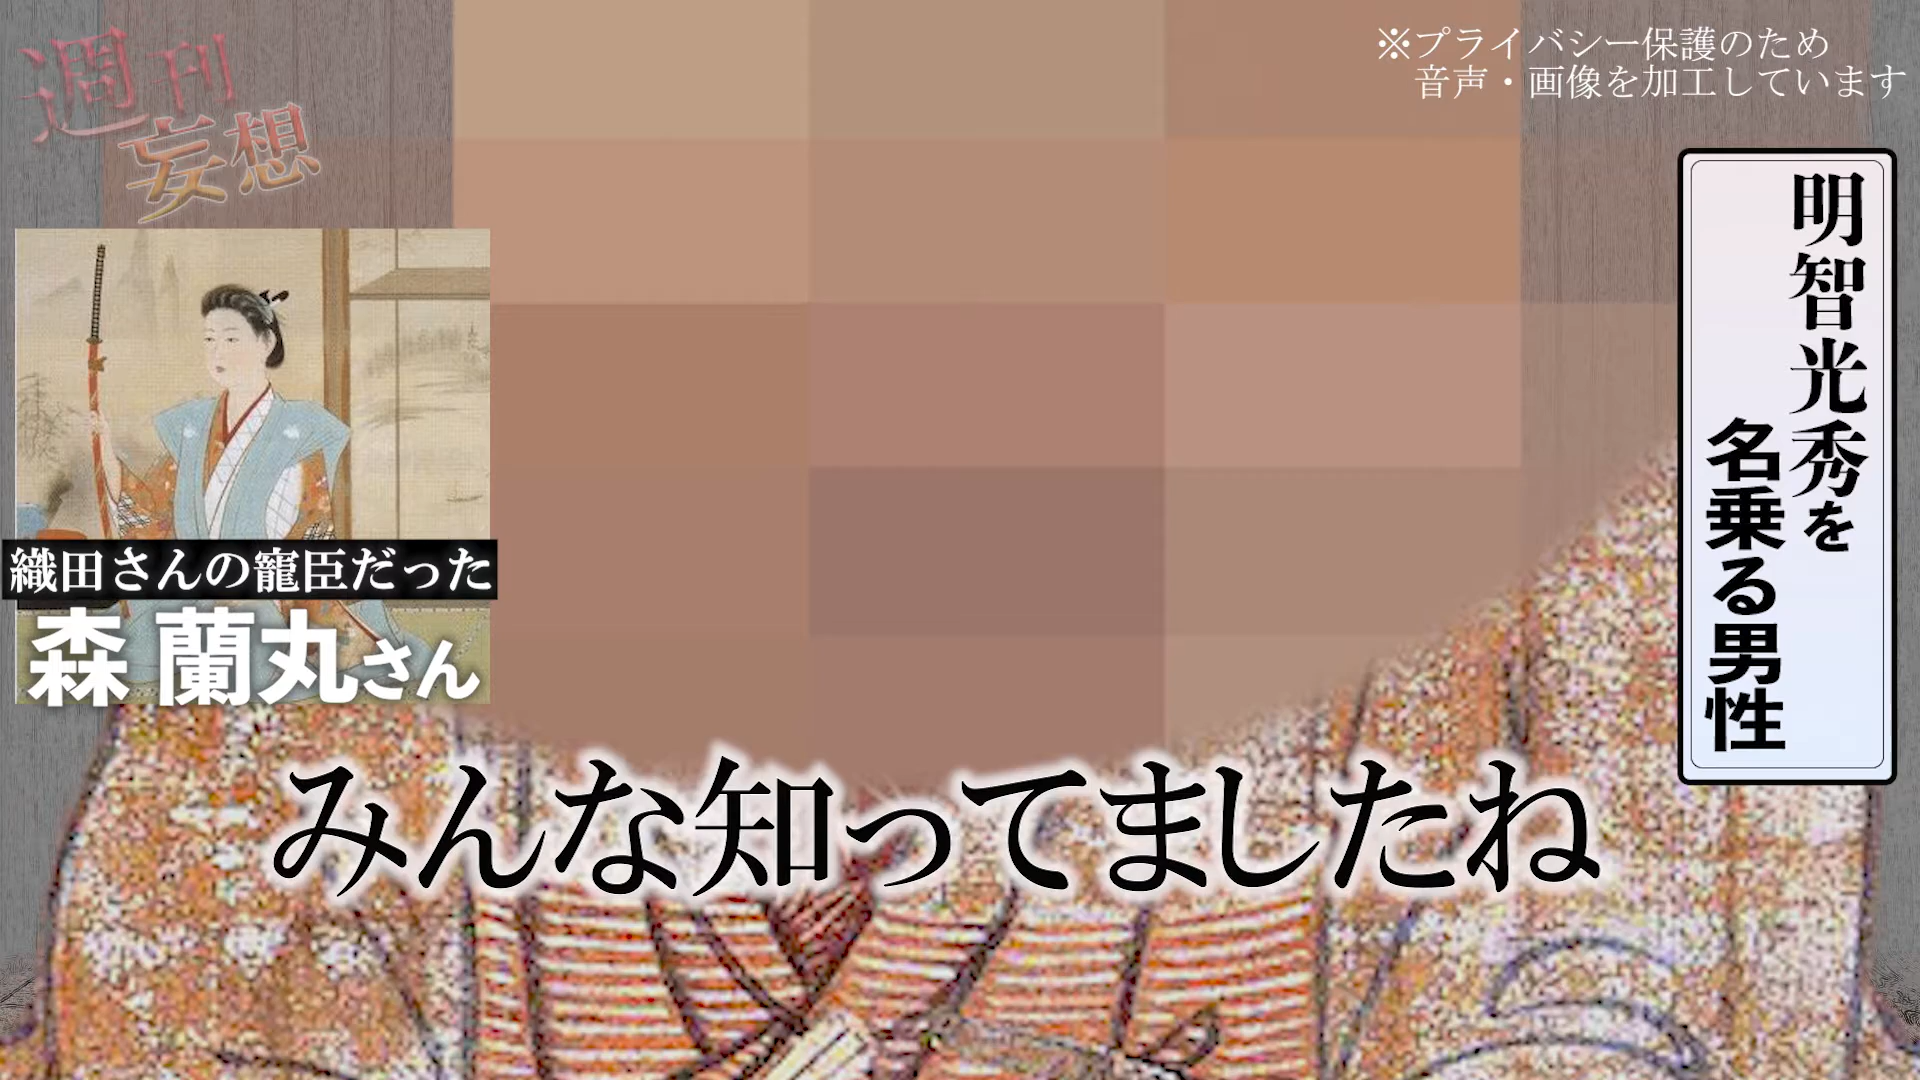 週刊
妄想
※プライバシー保護のため
音声・画像を加工しています
明智光秀を
名乗る男性
織田さんの寵臣だった
森 蘭丸さん
みんな知ってましたね